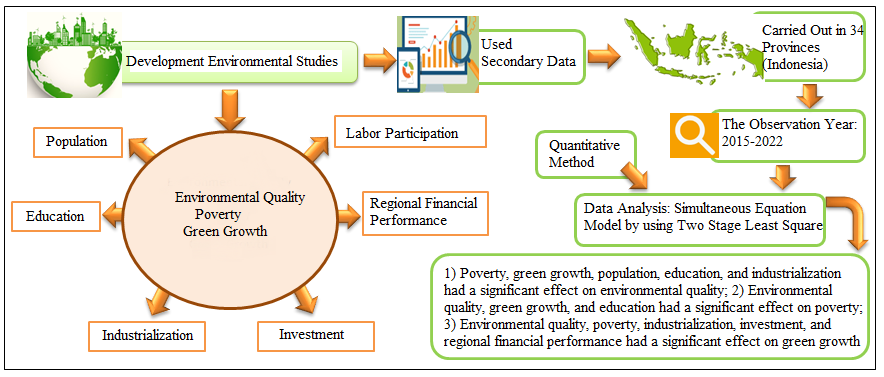 Development Environmental Studies
Used
Secondary Data
Carried Out in 34
Provinces
(Indonesia)
The Observation Year:
2015-2022
Quantitative
Method
Data Analysis: Simultaneous Equation
Model by using Two Stage Least Square
1) Poverty, green growth, population, education, and industrialization
had a significant effect on environmental quality; 2) Environmental
quality, green growth, and education had a significant effect on poverty;
3) Environmental quality, poverty, industrialization, investment, and
regional financial performance had a significant effect on green growth
Environmental Quality
Poverty
Green Growth
Population
Labor Participation
Education
Regional Financial
Performance
Industrialization
Investment